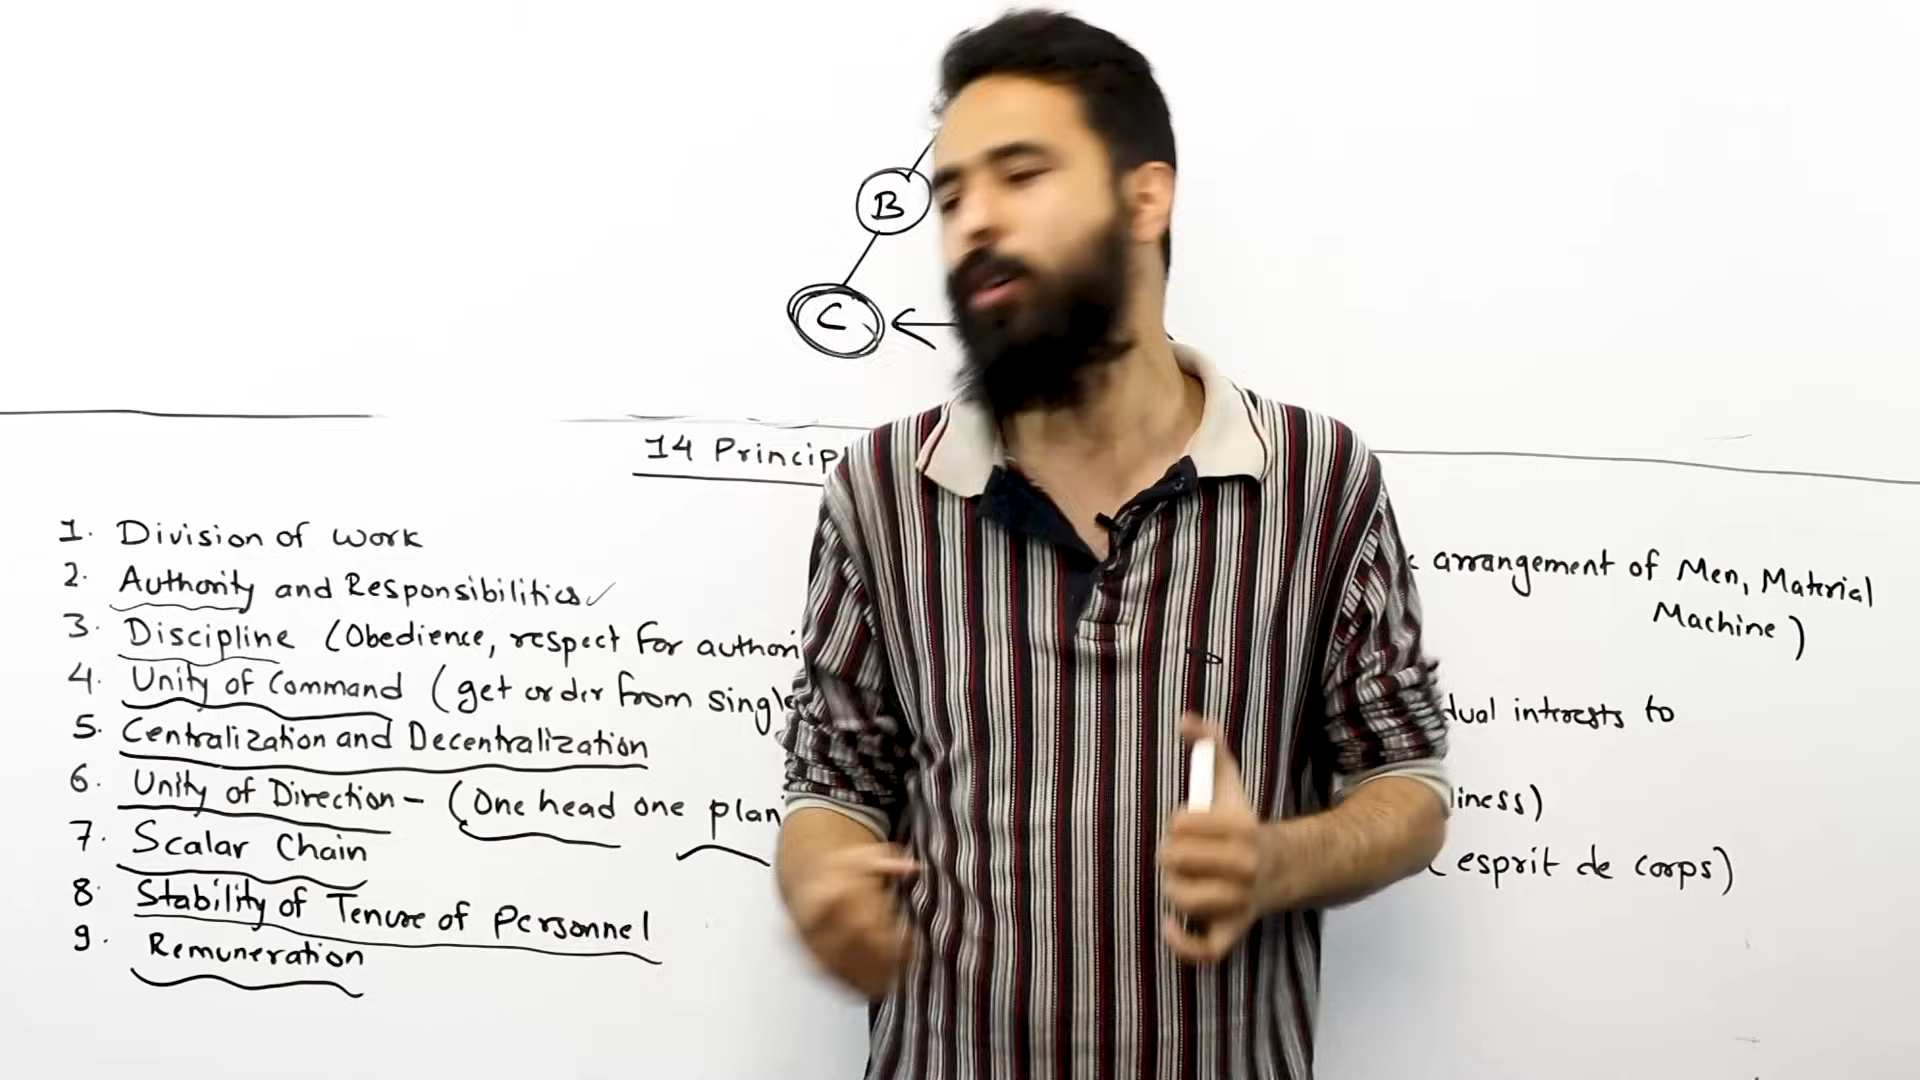 B
C
14 Princip
1. Division of work
2. Authority and Responsibilities ✓
3. Discipline (Obedience, respect for authori
4. Unity of Command (get order from single
5. Centralization and Decentralization
6. Unity of Direction - (One head one plan
7. Scalar Chain
8. Stability of Tenure of Personnel
9. Remuneration
arrangement of Men, Material
Machine)
dual interests to
liness)
(esprit de corps)